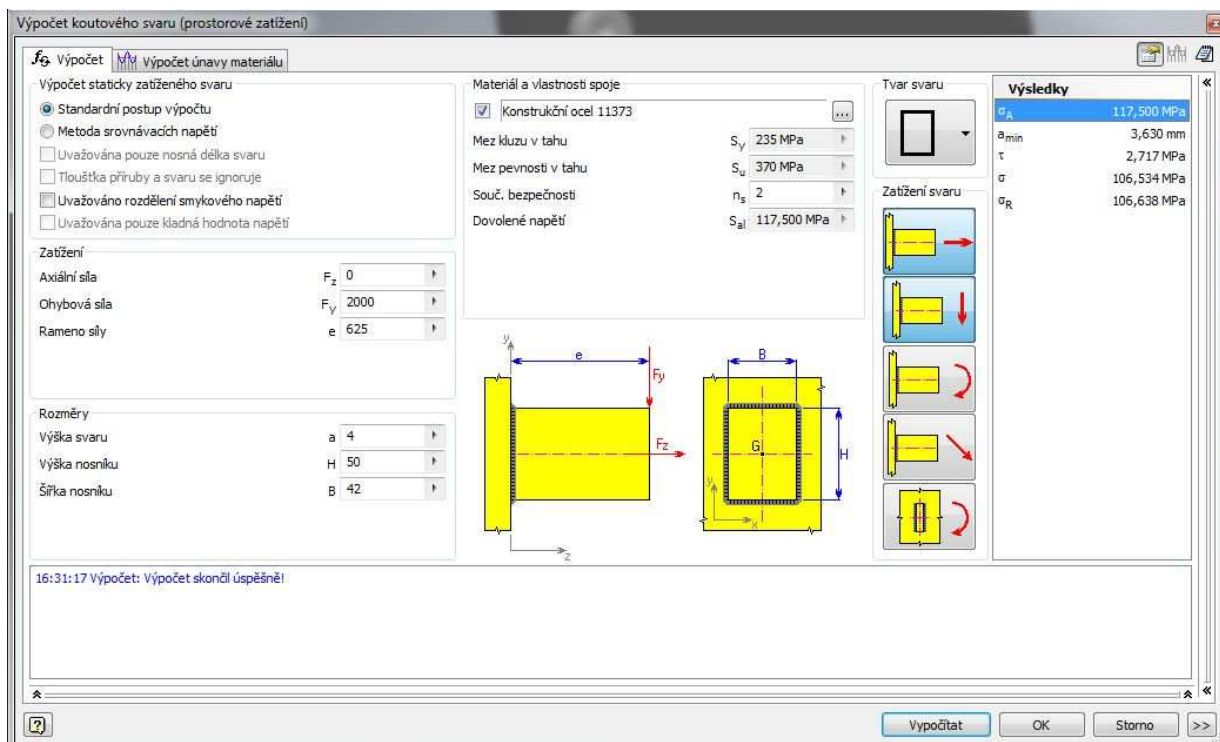 Výpočet koutového svaru (prostorové zatížení)
Výpočet
Výpočet únavy materiálu
Výpočet staticky zatíženého svaru
Standardní postup výpočtu
Metoda srovnávacích napětí
Uvažována pouze nosná délka svaru
Tloušťka příruby a svaru se ignoruje
Uvažováno rozdělení smykového napětí
Uvažována pouze kladná hodnota napětí
Zatížení
Axiální síla Fz 0
Ohybová síla Fy 2000
Rameno síly e 625
Rozměry
Výška svaru a 4
Výška nosníku H 50
Šířka nosníku B 42
Materiál a vlastnosti spoje
Konstrukční ocel 11373 ...
Mez kluzu v tahu Sy 235 MPa
Mez pevnosti v tahu Su 370 MPa
Souč. bezpečnosti ns 2
Dovolené napětí Sal 117,500 MPa
y
e
Fy
Fz
z
B
H
G
y
x
Tvar svaru
Zatížení svaru
Výsledky
σA 117,500 MPa
amin 3,630 mm
τ 2,717 MPa
σ 106,534 MPa
σR 106,638 MPa
16:31:17 Výpočet: Výpočet skončil úspěšně!
Vypočítat
OK
Storno
>>